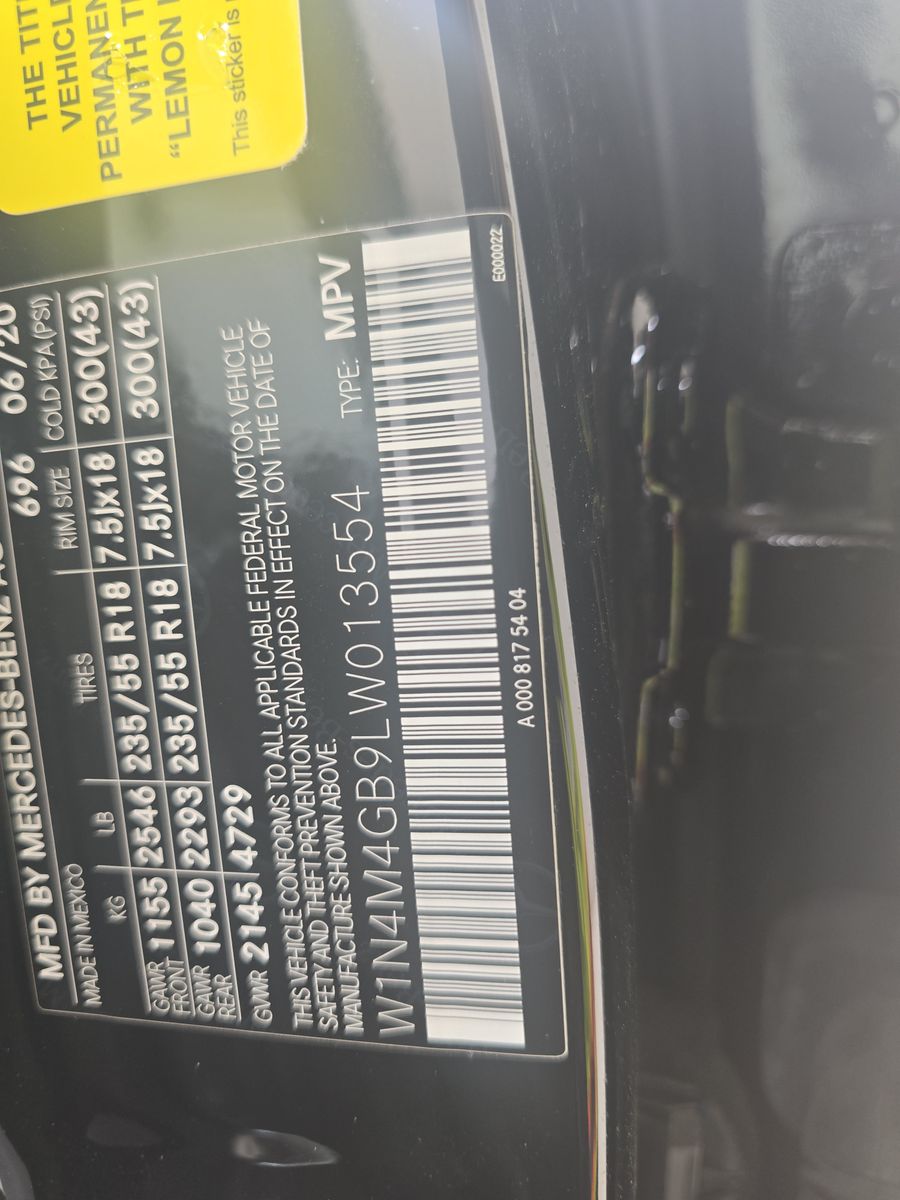 THE TIT
VEHICLE
PERMANEN
WITH T
"LEMON
This sticker is
MFD BY MERCEDES-BENZ AG 696 06/20
MADE IN MEXICO
KG LB TIRES RIM SIZE COLD KPA(PSI)
GAWR FRONT 1155 2546 235/55 R18 7.5Jx18 300(43)
GAWR REAR 1040 2293 235/55 R18 7.5Jx18 300(43)
GVWR 2145 4729
THIS VEHICLE CONFORMS TO ALL APPLICABLE FEDERAL MOTOR VEHICLE
SAFETY AND THEFT PREVENTION STANDARDS IN EFFECT ON THE DATE OF
MANUFACTURE SHOWN ABOVE.
W1N4M4GB9LW013554 TYPE: MPV
A 000 817 54 04
E000022